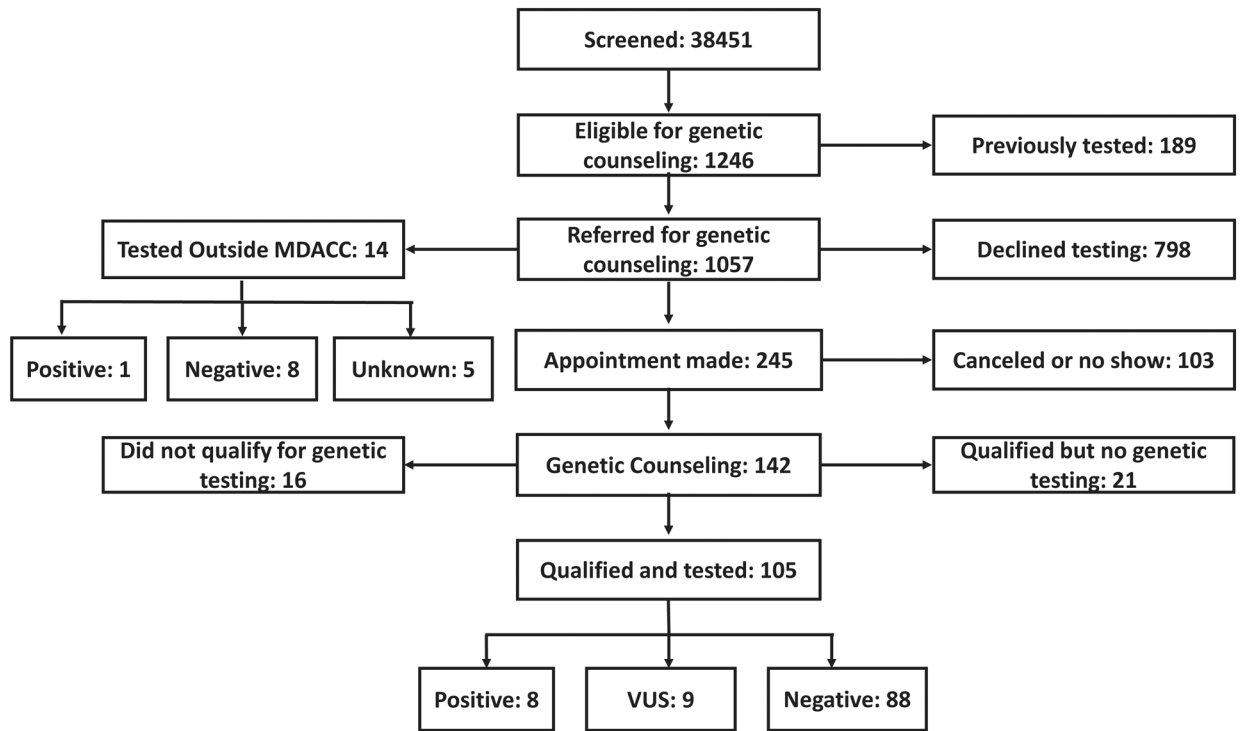 Screened: 38451
Eligible for genetic
counseling: 1246
Previously tested: 189
Tested Outside MDACC: 14
Referred for genetic
counseling: 1057
Declined testing: 798
Positive: 1
Negative: 8
Unknown: 5
Appointment made: 245
Canceled or no show: 103
Did not qualify for genetic
testing: 16
Genetic Counseling: 142
Qualified but no genetic
testing: 21
Qualified and tested: 105
Positive: 8
VUS: 9
Negative: 88